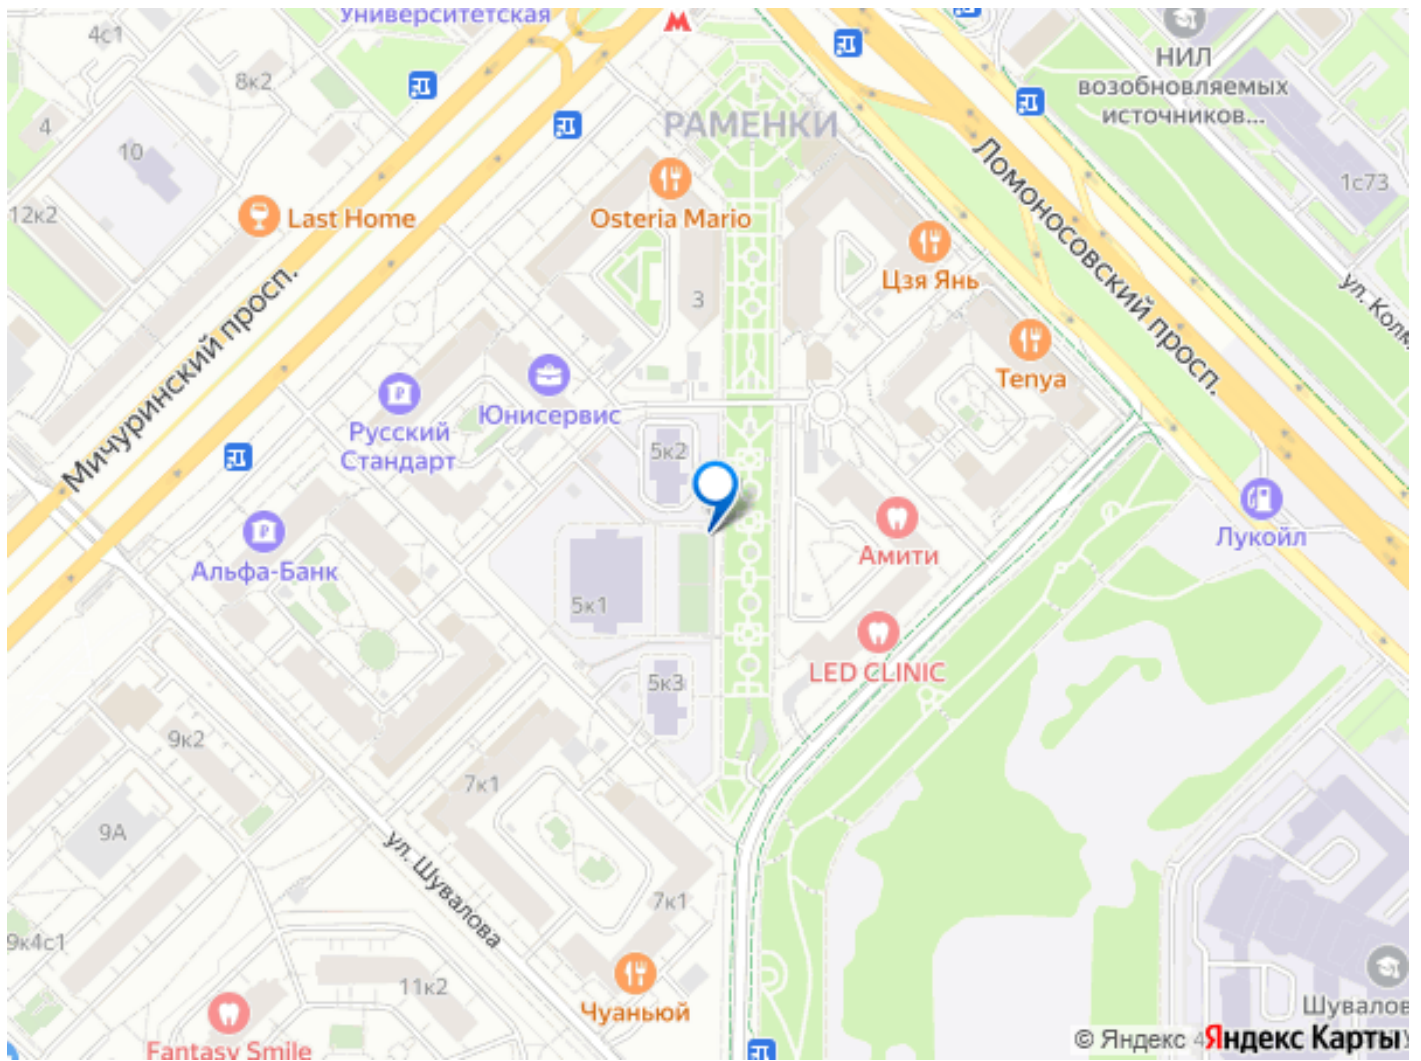 Университетская
4с1
8к2
НИЛ
возобновляемых
источников...
4
РАМЕНКИ
10
1с73
12к2
Last Home
Osteria Mario
Ломоносовский просп.
Цзя Янь
ул. Колм
Мичуринский просп.
3
Tenya
Юнисервис
Русский
Стандарт
5к2
Амити
Лукойл
Альфа-Банк
5к1
LED CLINIC
5к3
9к2
7к1
9А
ул. Шувалова
7к1
9к4с1
11к2
Чуаньюй
Шувалов
Fantasy Smile
© Яндекс
Яндекс Карты